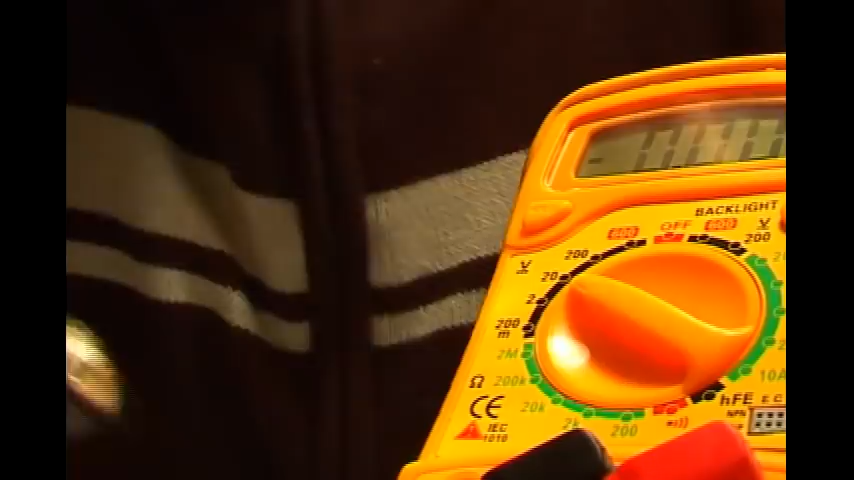 BACKLIGHT
600 OFF 600
V 200 V 200
20
2
200
m
2M
Ω 200k
20k
2k
200
10A
hFE E C
NPN
CE
IEC
1010